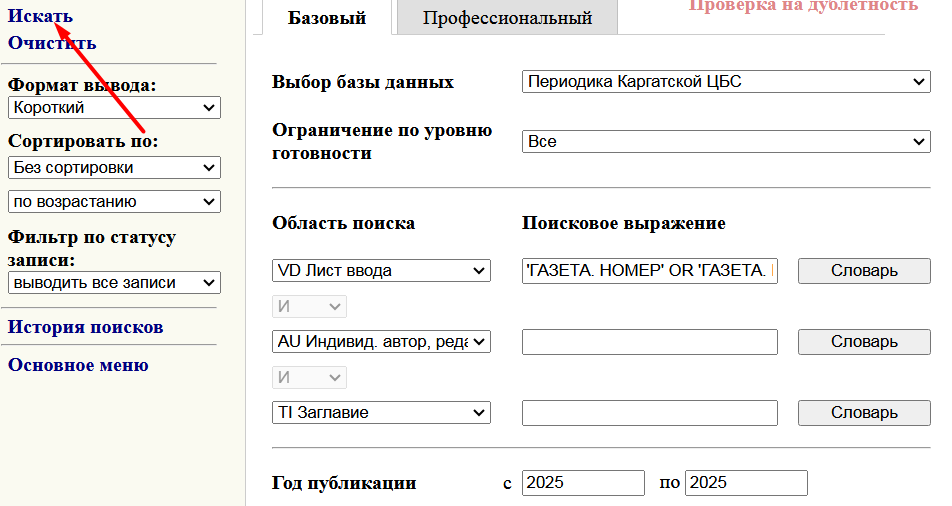 Искать
Очистить
Формат вывода:
Короткий
Сортировать по:
Без сортировки
по возрастанию
Фильтр по статусу
записи:
выводить все записи
История поисков
Основное меню
Проверка на дублетность
Базовый
Профессиональный
Выбор базы данных
Периодика Каргатской ЦБС
Ограничение по уровню
готовности
Все
Область поиска
Поисковое выражение
VD Лист ввода
'ГАЗЕТА. НОМЕР' OR 'ГАЗЕТА.
Словарь
И
AU Индивид. автор, реда
Словарь
И
TI Заглавие
Словарь
Год публикации
с
2025
по
2025